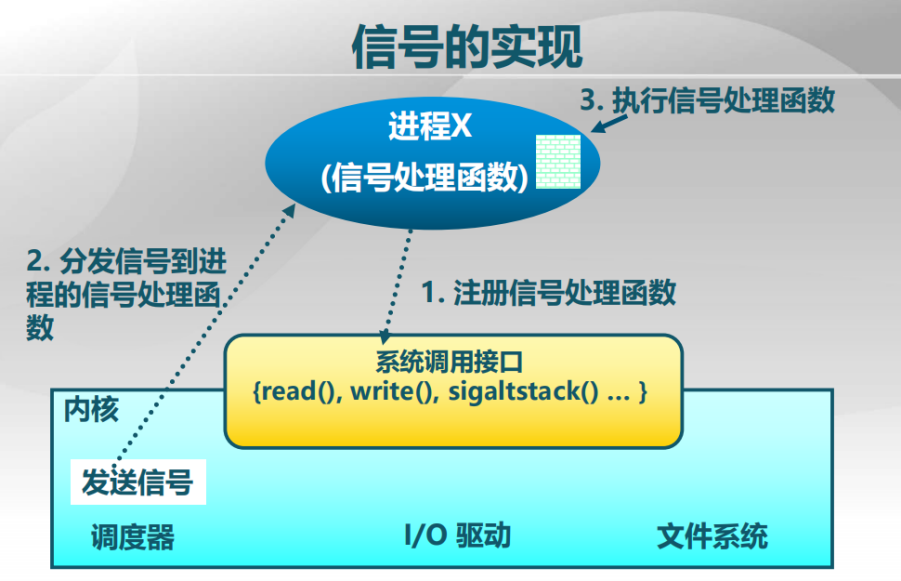 信号的实现
3. 执行信号处理函数
进程X
(信号处理函数)
2. 分发信号到进
程的信号处理函
数
1. 注册信号处理函数
系统调用接口
{read(), write(), sigaltstack() … }
内核
发送信号
调度器
I/O 驱动
文件系统